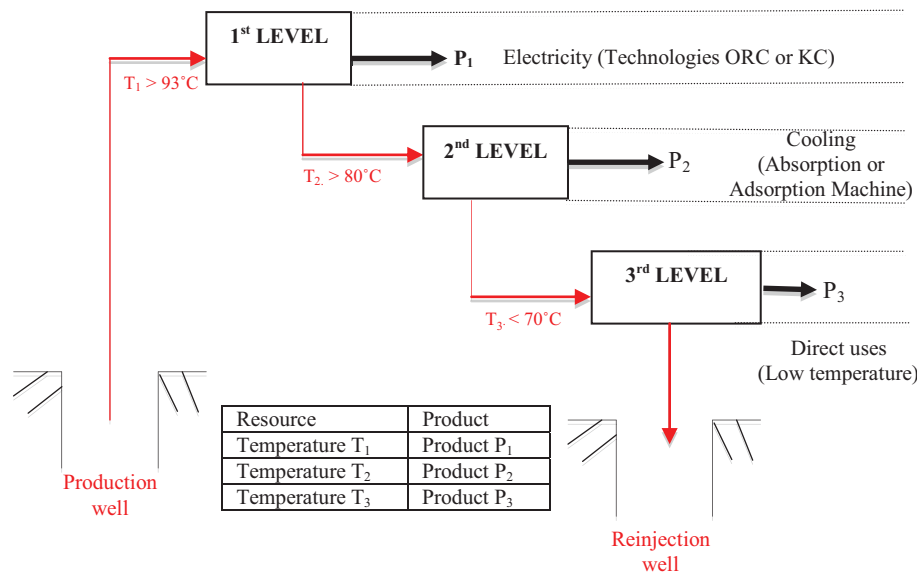 1st LEVEL
P1
Electricity (Technologies ORC or KC)
T1 > 93˚C
2nd LEVEL
P2
Cooling
(Absorption or
Adsorption Machine)
T2. > 80˚C
3rd LEVEL
P3
T3. < 70˚C
Direct uses
(Low temperature)
Resource Product
Temperature T1 Product P1
Temperature T2 Product P2
Temperature T3 Product P3
Production
well
Reinjection
well